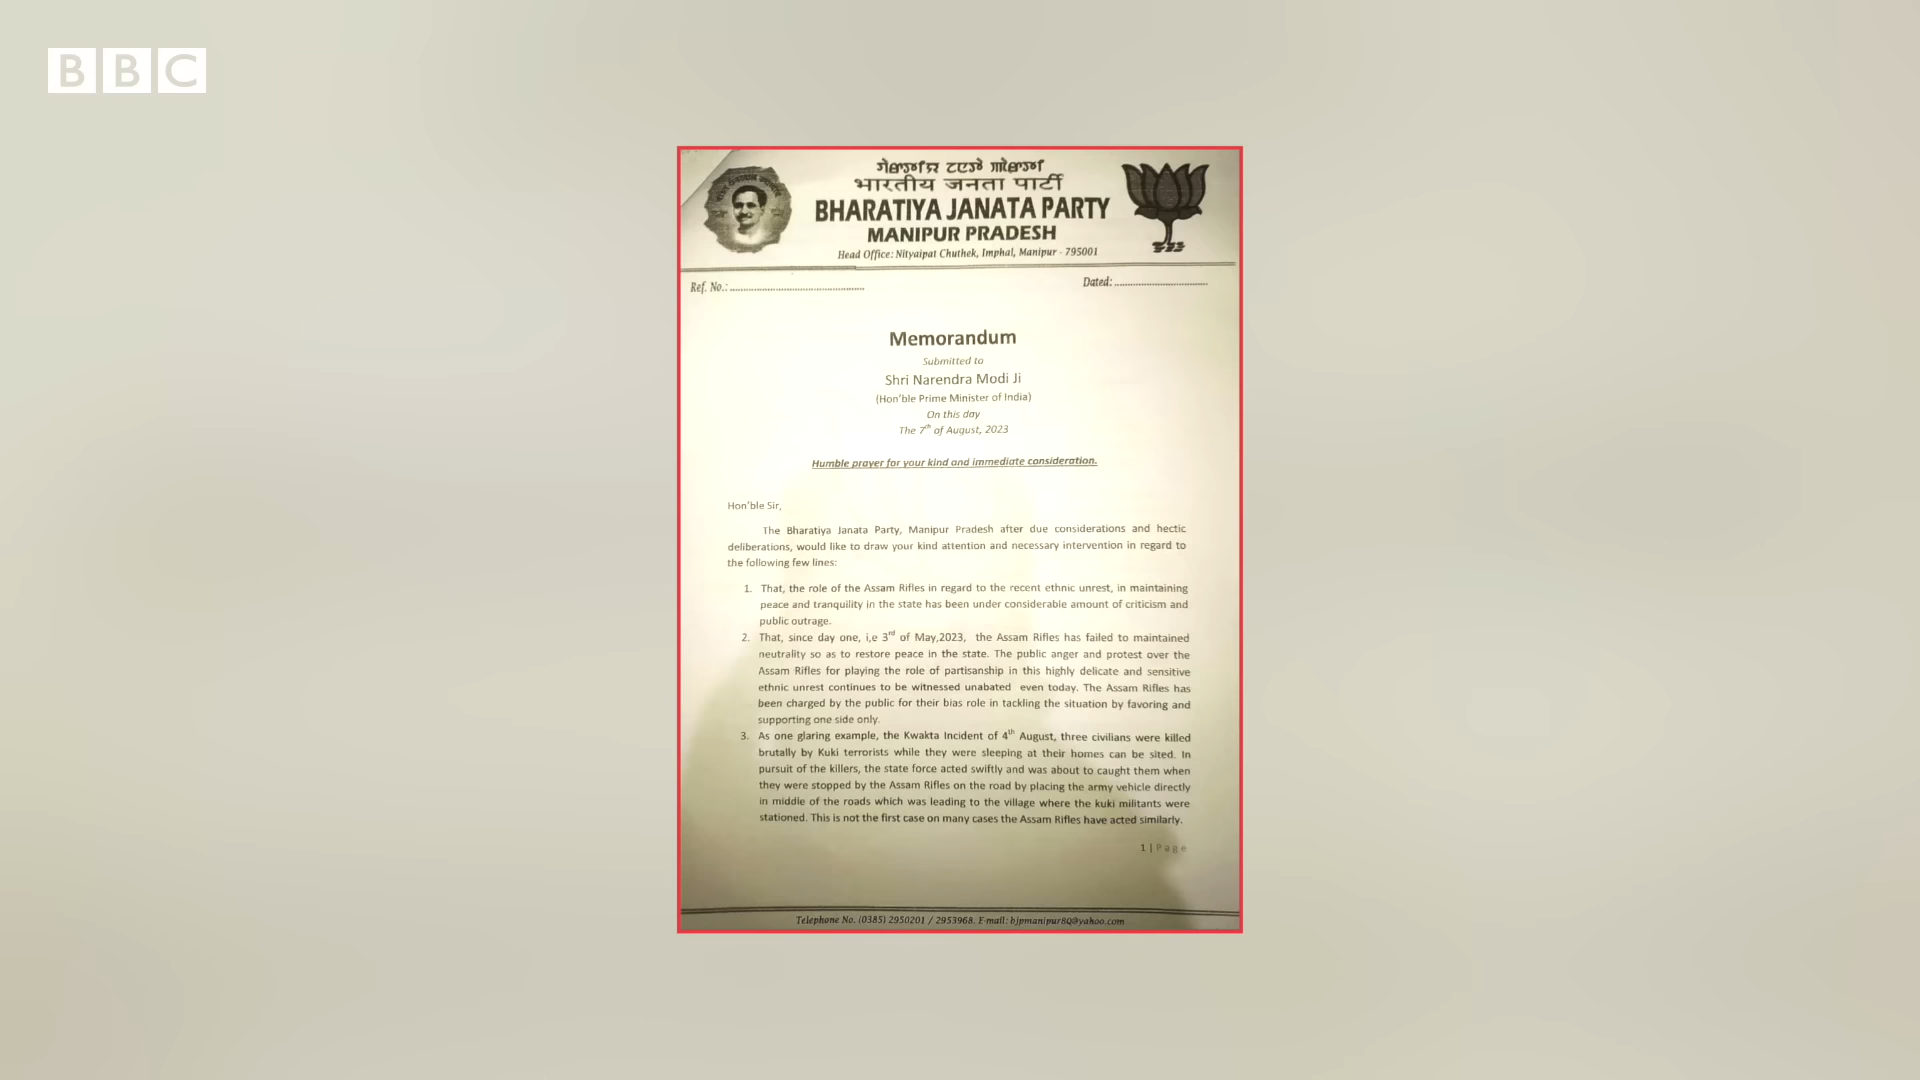 BBC
ꯚꯥꯔꯇꯤꯌ ꯖꯅꯇꯥ ꯄꯥꯔꯇꯤ
भारतीय जनता पार्टी
BHARATIYA JANATA PARTY
MANIPUR PRADESH
Head Office: Nityaipat Chuthek, Imphal, Manipur - 795001
Ref. No.: ................................................
Dated: ..................................
Memorandum
Submitted to
Shri Narendra Modi Ji
(Hon'ble Prime Minister of India)
On this day
The 7th of August, 2023
Humble prayer for your kind and immediate consideration.
Hon'ble Sir,
The Bharatiya Janata Party, Manipur Pradesh after due considerations and hectic
deliberations, would like to draw your kind attention and necessary intervention in regard to
the following few lines:
1. That, the role of the Assam Rifles in regard to the recent ethnic unrest, in maintaining
peace and tranquility in the state has been under considerable amount of criticism and
public outrage.
2. That, since day one, i,e 3rd of May,2023, the Assam Rifles has failed to maintained
neutrality so as to restore peace in the state. The public anger and protest over the
Assam Rifles for playing the role of partisanship in this highly delicate and sensitive
ethnic unrest continues to be witnessed unabated even today. The Assam Rifles has
been charged by the public for their bias role in tackling the situation by favoring and
supporting one side only.
3. As one glaring example, the Kwakta Incident of 4th August, three civilians were killed
brutally by Kuki terrorists while they were sleeping at their homes can be sited. In
pursuit of the killers, the state force acted swiftly and was about to caught them when
they were stopped by the Assam Rifles on the road by placing the army vehicle directly
in middle of the roads which was leading to the village where the kuki militants were
stationed. This is not the first case on many cases the Assam Rifles have acted similarly.
1 | Page
Telephone No. (0385) 2950201 / 2953968. E-mail: bjpmanipur80@yahoo.com